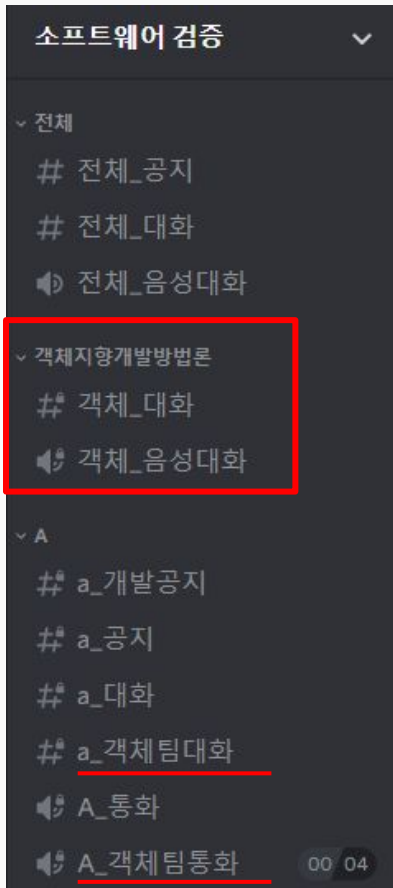 소프트웨어 검증
전체
전체_공지
전체_대화
전체_음성대화
객체지향개발방법론
객체_대화
객체_음성대화
A
a_개발공지
a_공지
a_대화
a_객체팀대화
A_통화
A_객체팀통화 00 04